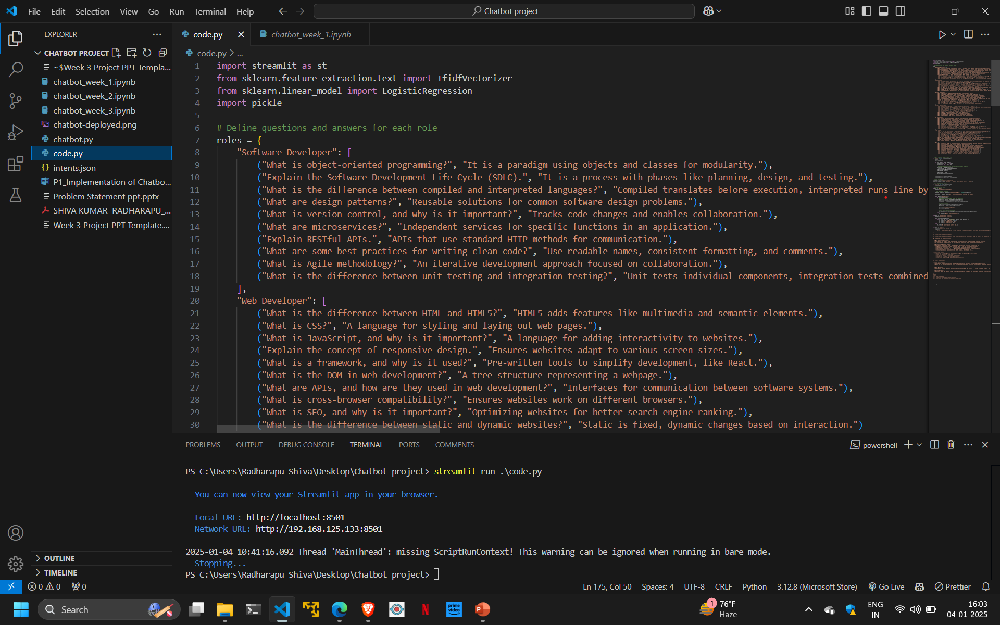 File Edit Selection View Go Run Terminal Help
Chatbot project
EXPLORER
CHATBOT PROJECT
~$Week 3 Project PPT Templa...
chatbot_week_1.ipynb
chatbot_week_2.ipynb
chatbot_week_3.ipynb
chatbot-deployed.png
chatbot.py
code.py
intents.json
P1_Implementation of Chatbo...
Problem Statement ppt.pptx
SHIVA KUMAR RADHARAPU_...
Week 3 Project PPT Template....
OUTLINE
TIMELINE
code.py chatbot_week_1.ipynb
code.py > ...
1 import streamlit as st
2 from sklearn.feature_extraction.text import TfidfVectorizer
3 from sklearn.linear_model import LogisticRegression
4 import pickle
5
6 # Define questions and answers for each role
7 roles = {
8 "Software Developer": [
9 ("What is object-oriented programming?", "It is a paradigm using objects and classes for modularity."),
10 ("Explain the Software Development Life Cycle (SDLC).", "It is a process with phases like planning, design, and testing."),
11 ("What is the difference between compiled and interpreted languages?", "Compiled translates before execution, interpreted runs line by
12 ("What are design patterns?", "Reusable solutions for common software design problems."),
13 ("What is version control, and why is it important?", "Tracks code changes and enables collaboration."),
14 ("What are microservices?", "Independent services for specific functions in an application."),
15 ("Explain RESTful APIs.", "APIs that use standard HTTP methods for communication."),
16 ("What are some best practices for writing clean code?", "Use readable names, consistent formatting, and comments."),
17 ("What is Agile methodology?", "An iterative development approach focused on collaboration."),
18 ("What is the difference between unit testing and integration testing?", "Unit tests individual components, integration tests combined
19 ],
20 "Web Developer": [
21 ("What is the difference between HTML and HTML5?", "HTML5 adds features like multimedia and semantic elements."),
22 ("What is CSS?", "A language for styling and laying out web pages."),
23 ("What is JavaScript, and why is it important?", "A language for adding interactivity to websites."),
24 ("Explain the concept of responsive design.", "Ensures websites adapt to various screen sizes."),
25 ("What is a framework, and why is it used?", "Pre-written tools to simplify development, like React."),
26 ("What is the DOM in web development?", "A tree structure representing a webpage."),
27 ("What are APIs, and how are they used in web development?", "Interfaces for communication between software systems."),
28 ("What is cross-browser compatibility?", "Ensures websites work on different browsers."),
29 ("What is SEO, and why is it important?", "Optimizing websites for better search engine ranking."),
30 ("What is the difference between static and dynamic websites?", "Static is fixed, dynamic changes based on interaction.")
PROBLEMS OUTPUT DEBUG CONSOLE TERMINAL PORTS COMMENTS
powershell
PS C:\Users\Radharapu Shiva\Desktop\Chatbot project> streamlit run .\code.py
You can now view your Streamlit app in your browser.
Local URL: http://localhost:8501
Network URL: http://192.168.125.133:8501
2025-01-04 10:41:16.092 Thread 'MainThread': missing ScriptRunContext! This warning can be ignored when running in bare mode.
Stopping...
PS C:\Users\Radharapu Shiva\Desktop\Chatbot project>
0 0 0
Ln 175, Col 50 Spaces: 4 UTF-8 CRLF Python 3.12.8 (Microsoft Store) Go Live Prettier
Search
prime video
N
P
1
76°F
Haze
ENG
IN
16:03
04-01-2025